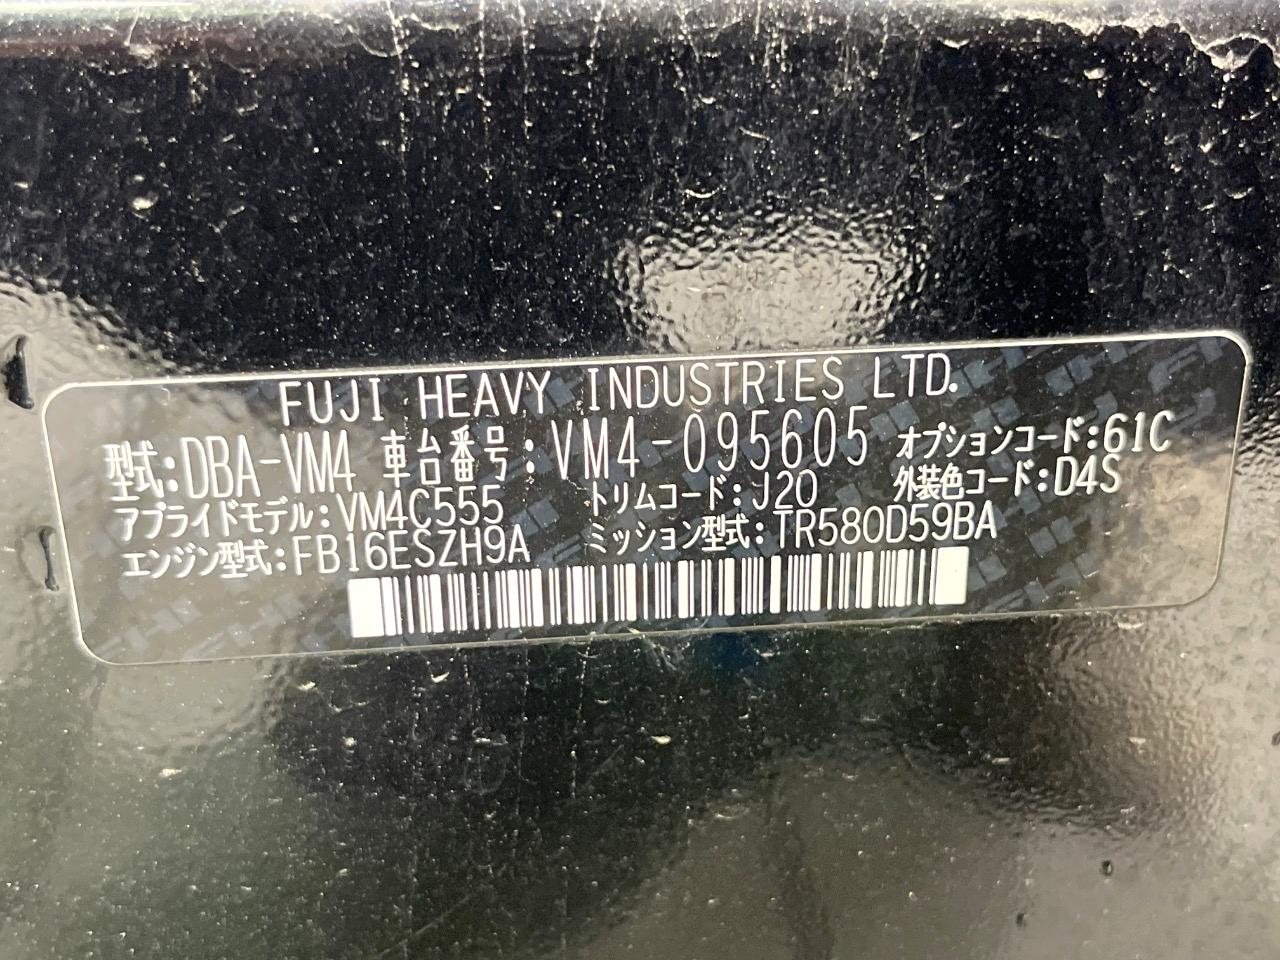 FUJI HEAVY INDUSTRIES LTD.
型式:DBA-VM4 車台番号:VM4-095605 オプションコード:61C
アプライドモデル:VM4C555 トリムコード:J20 外装色コード:D4S
エンジン型式:FB16ESZH9A ミッション型式:TR580D59BA